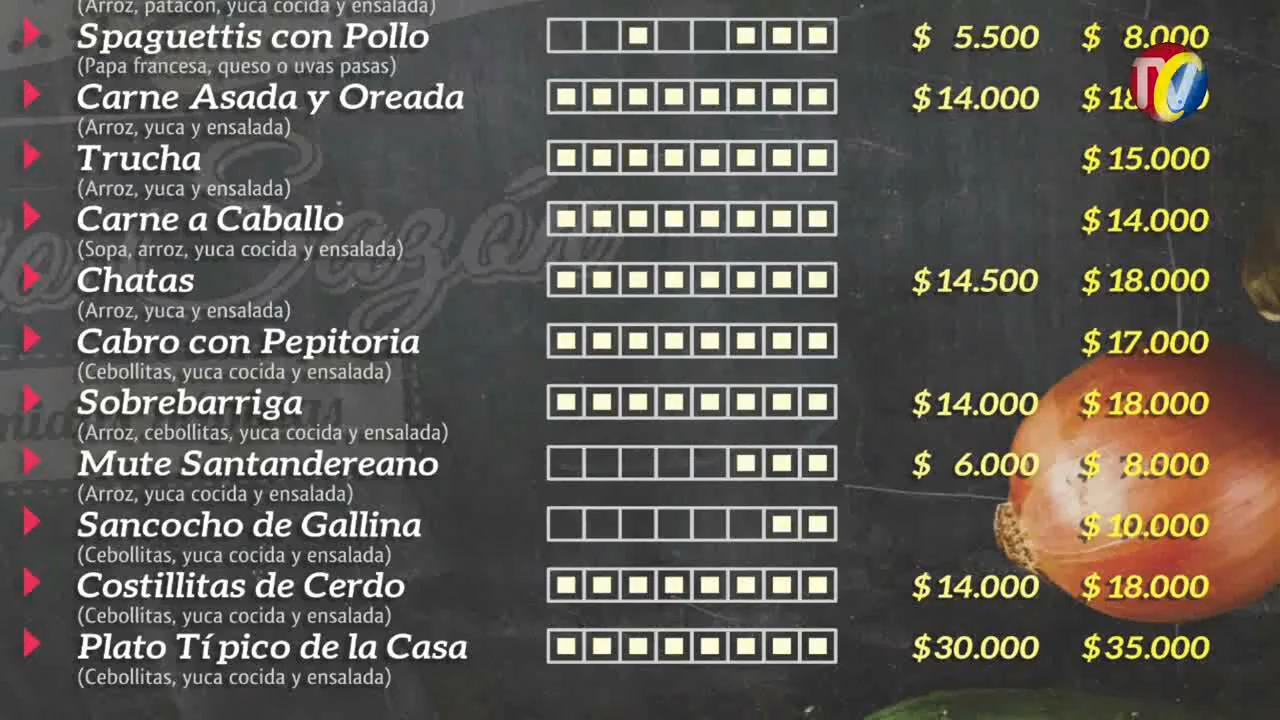 (Arroz, patacón, yuca cocida y ensalada)
Spaguettis con Pollo $ 5.500 $ 8.000
(Papa francesa, queso o uvas pasas)
Carne Asada y Oreada $ 14.000 $ 18.000
(Arroz, yuca y ensalada)
Trucha $ 15.000
(Arroz, yuca y ensalada)
Carne a Caballo $ 14.000
(Sopa, arroz, yuca cocida y ensalada)
Chatas $ 14.500 $ 18.000
(Arroz, yuca y ensalada)
Cabro con Pepitoria $ 17.000
(Cebollitas, yuca cocida y ensalada)
Sobrebarriga $ 14.000 $ 18.000
(Arroz, cebollitas, yuca cocida y ensalada)
Mute Santandereano $ 6.000 $ 8.000
(Arroz, yuca cocida y ensalada)
Sancocho de Gallina $ 10.000
(Cebollitas, yuca cocida y ensalada)
Costillitas de Cerdo $ 14.000 $ 18.000
(Cebollitas, yuca cocida y ensalada)
Plato Típico de la Casa $ 30.000 $ 35.000
(Cebollitas, yuca cocida y ensalada)
Sazón